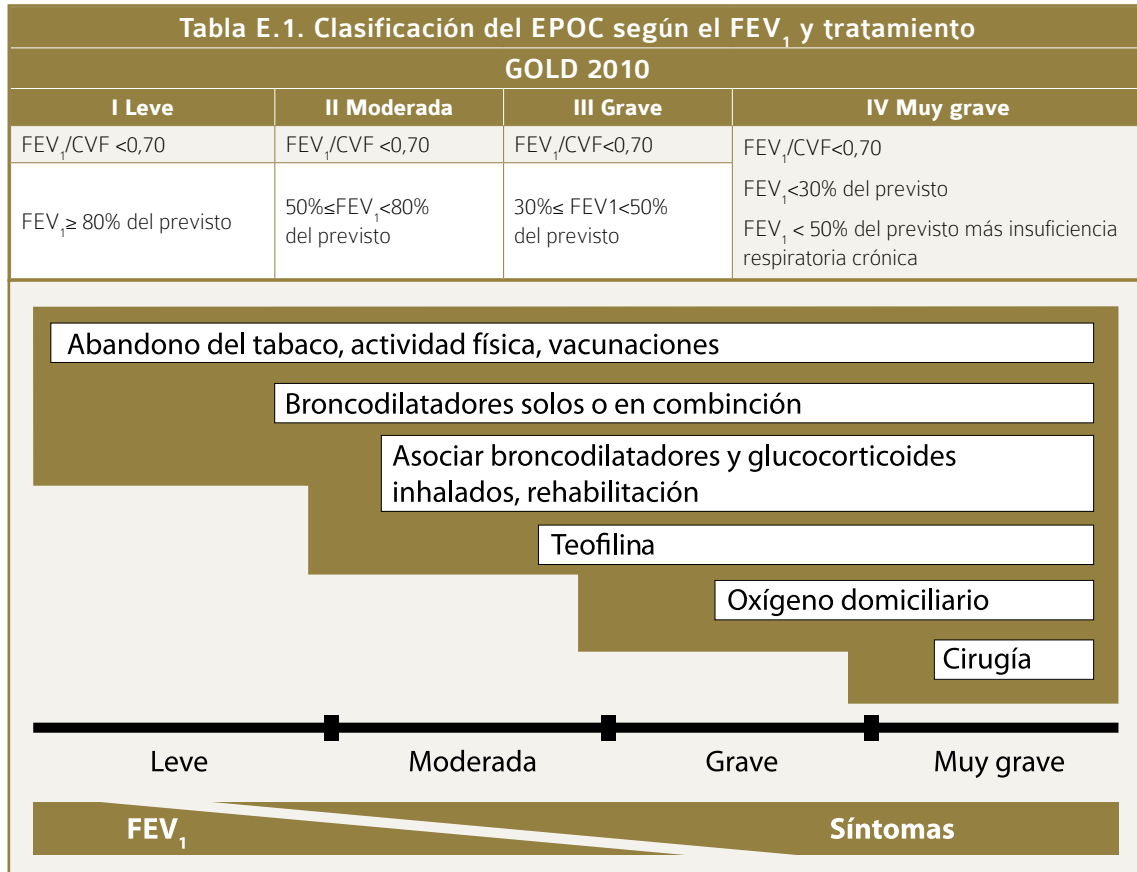 Tabla E.1. Clasificación del EPOC según el FEV₁ y tratamiento
GOLD 2010
I Leve
II Moderada
III Grave
IV Muy grave
FEV₁/CVF <0,70
FEV₁/CVF <0,70
FEV₁/CVF<0,70
FEV₁/CVF<0,70
FEV₁≥ 80% del previsto
50%≤FEV₁<80%
del previsto
30%≤ FEV1<50%
del previsto
FEV₁<30% del previsto
FEV₁ < 50% del previsto más insuficiencia
respiratoria crónica
Abandono del tabaco, actividad física, vacunaciones
Broncodilatadores solos o en combinción
Asociar broncodilatadores y glucocorticoides
inhalados, rehabilitación
Teofilina
Oxígeno domiciliario
Cirugía
Leve
Moderada
Grave
Muy grave
FEV₁
Síntomas